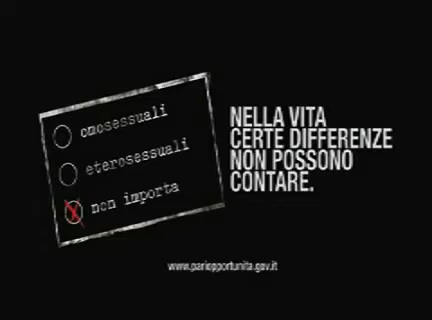 omosessuali
eterosessuali
non importa
NELLA VITA
CERTE DIFFERENZE
NON POSSONO
CONTARE.
www.pariopportunita.gov.it